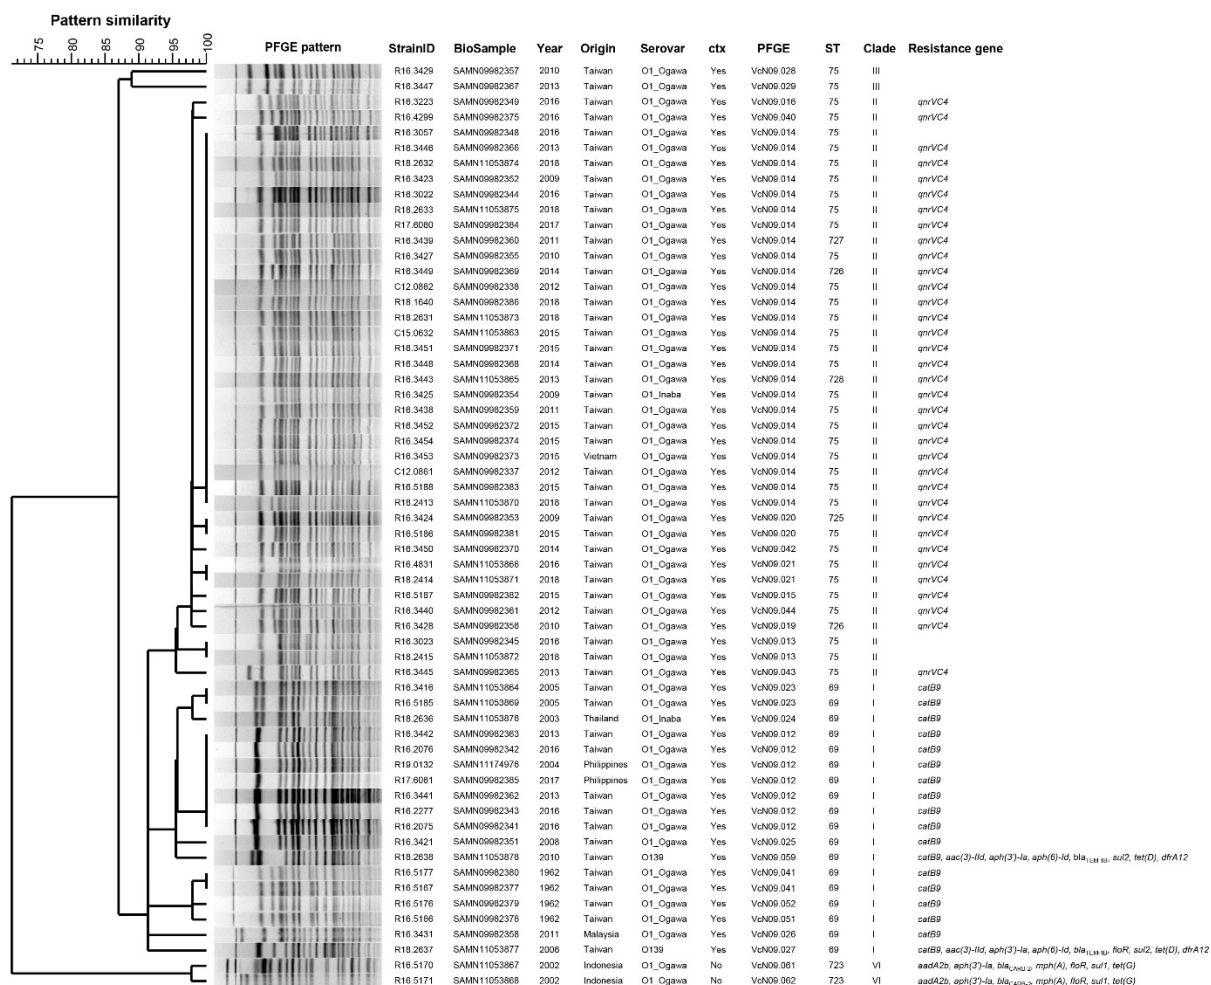 Pattern similarity
75 80 85 90 95 100
PFGE pattern StrainID BioSample Year Origin Serovar ctx PFGE ST Clade Resistance gene
R16.3429 SAMN09982357 2010 Taiwan O1_Ogawa Yes VcN09.028 75 III
R16.3447 SAMN09982367 2013 Taiwan O1_Ogawa Yes VcN09.029 75 III
R16.3223 SAMN09982349 2016 Taiwan O1_Ogawa Yes VcN09.016 75 II qnrVC4
R16.4299 SAMN09982375 2016 Taiwan O1_Ogawa Yes VcN09.040 75 II qnrVC4
R16.3057 SAMN09982348 2016 Taiwan O1_Ogawa Yes VcN09.014 75 II
R16.3446 SAMN09982366 2013 Taiwan O1_Ogawa Yes VcN09.014 75 II qnrVC4
R18.2632 SAMN11053874 2018 Taiwan O1_Ogawa Yes VcN09.014 75 II qnrVC4
R16.3423 SAMN09982352 2009 Taiwan O1_Ogawa Yes VcN09.014 75 II qnrVC4
R16.3022 SAMN09982344 2016 Taiwan O1_Ogawa Yes VcN09.014 75 II qnrVC4
R18.2633 SAMN11053875 2018 Taiwan O1_Ogawa Yes VcN09.014 75 II qnrVC4
R17.6060 SAMN09982384 2017 Taiwan O1_Ogawa Yes VcN09.014 75 II qnrVC4
R16.3439 SAMN09982360 2011 Taiwan O1_Ogawa Yes VcN09.014 727 II qnrVC4
R16.3427 SAMN09982355 2010 Taiwan O1_Ogawa Yes VcN09.014 75 II qnrVC4
R16.3449 SAMN09982369 2014 Taiwan O1_Ogawa Yes VcN09.014 726 II qnrVC4
C12.0862 SAMN09982338 2012 Taiwan O1_Ogawa Yes VcN09.014 75 II qnrVC4
R18.1640 SAMN09982386 2018 Taiwan O1_Ogawa Yes VcN09.014 75 II qnrVC4
R18.2631 SAMN11053873 2018 Taiwan O1_Ogawa Yes VcN09.014 75 II qnrVC4
C15.0632 SAMN11053863 2015 Taiwan O1_Ogawa Yes VcN09.014 75 II qnrVC4
R16.3451 SAMN09982371 2015 Taiwan O1_Ogawa Yes VcN09.014 75 II qnrVC4
R16.3448 SAMN09982368 2014 Taiwan O1_Ogawa Yes VcN09.014 75 II qnrVC4
R16.3443 SAMN11053865 2013 Taiwan O1_Ogawa Yes VcN09.014 728 II qnrVC4
R16.3425 SAMN09982354 2009 Taiwan O1_Inaba Yes VcN09.014 75 II qnrVC4
R16.3438 SAMN09982359 2011 Taiwan O1_Ogawa Yes VcN09.014 75 II qnrVC4
R16.3452 SAMN09982372 2015 Taiwan O1_Ogawa Yes VcN09.014 75 II qnrVC4
R16.3454 SAMN09982374 2015 Taiwan O1_Ogawa Yes VcN09.014 75 II qnrVC4
R16.3453 SAMN09982373 2015 Vietnam O1_Ogawa Yes VcN09.014 75 II qnrVC4
C12.0861 SAMN09982337 2012 Taiwan O1_Ogawa Yes VcN09.014 75 II qnrVC4
R16.5188 SAMN09982383 2015 Taiwan O1_Ogawa Yes VcN09.014 75 II qnrVC4
R18.2413 SAMN11053870 2018 Taiwan O1_Ogawa Yes VcN09.014 75 II qnrVC4
R16.3424 SAMN09982353 2009 Taiwan O1_Ogawa Yes VcN09.020 725 II qnrVC4
R16.5186 SAMN09982381 2015 Taiwan O1_Ogawa Yes VcN09.020 75 II qnrVC4
R16.3450 SAMN09982370 2014 Taiwan O1_Ogawa Yes VcN09.042 75 II qnrVC4
R16.4831 SAMN11053866 2016 Taiwan O1_Ogawa Yes VcN09.021 75 II qnrVC4
R18.2414 SAMN11053871 2018 Taiwan O1_Ogawa Yes VcN09.021 75 II qnrVC4
R16.5187 SAMN09982382 2015 Taiwan O1_Ogawa Yes VcN09.015 75 II qnrVC4
R16.3440 SAMN09982361 2012 Taiwan O1_Ogawa Yes VcN09.044 75 II qnrVC4
R16.3428 SAMN09982356 2010 Taiwan O1_Ogawa Yes VcN09.019 726 II qnrVC4
R16.3023 SAMN09982345 2016 Taiwan O1_Ogawa Yes VcN09.013 75 II
R18.2415 SAMN11053872 2018 Taiwan O1_Ogawa Yes VcN09.013 75 II
R16.3445 SAMN09982365 2013 Taiwan O1_Ogawa Yes VcN09.043 75 II qnrVC4
R16.3416 SAMN11053864 2005 Taiwan O1_Ogawa Yes VcN09.023 69 I catB9
R16.5185 SAMN11053869 2005 Taiwan O1_Ogawa Yes VcN09.023 69 I catB9
R18.2636 SAMN11053876 2003 Thailand O1_Inaba Yes VcN09.024 69 I catB9
R16.3442 SAMN09982363 2013 Taiwan O1_Ogawa Yes VcN09.012 69 I catB9
R16.2076 SAMN09982342 2016 Taiwan O1_Ogawa Yes VcN09.012 69 I catB9
R19.0132 SAMN11174976 2004 Philippines O1_Ogawa Yes VcN09.012 69 I catB9
R17.6061 SAMN09982385 2017 Philippines O1_Ogawa Yes VcN09.012 69 I catB9
R16.3441 SAMN09982362 2013 Taiwan O1_Ogawa Yes VcN09.012 69 I catB9
R16.2277 SAMN09982343 2016 Taiwan O1_Ogawa Yes VcN09.012 69 I catB9
R16.2075 SAMN09982341 2016 Taiwan O1_Ogawa Yes VcN09.012 69 I catB9
R16.3421 SAMN09982351 2008 Taiwan O1_Ogawa Yes VcN09.025 69 I catB9
R18.2638 SAMN11053878 2010 Taiwan O139 Yes VcN09.059 69 I catB9, aac(3)-IId, aph(3')-Ia, aph(6)-Id, blaTEM-1B, sul2, tet(D), dfrA12
R16.5177 SAMN09982380 1962 Taiwan O1_Ogawa Yes VcN09.041 69 I catB9
R16.5167 SAMN09982377 1962 Taiwan O1_Ogawa Yes VcN09.041 69 I catB9
R16.5176 SAMN09982379 1962 Taiwan O1_Ogawa Yes VcN09.052 69 I catB9
R16.5166 SAMN09982376 1962 Taiwan O1_Ogawa Yes VcN09.051 69 I catB9
R16.3431 SAMN09982358 2011 Malaysia O1_Ogawa Yes VcN09.026 69 I catB9
R18.2637 SAMN11053877 2006 Taiwan O139 Yes VcN09.027 69 I catB9, aac(3)-IId, aph(3')-Ia, aph(6)-Id, blaTEM-1B, floR, sul2, tet(D), dfrA12
R16.5170 SAMN11053867 2002 Indonesia O1_Ogawa No VcN09.061 723 VI aadA2b, aph(3')-Ia, blaCARB-2, mph(A), floR, sul1, tet(G)
R16.5171 SAMN11053868 2002 Indonesia O1_Ogawa No VcN09.062 723 VI aadA2b, aph(3')-Ia, blaCARB-2, mph(A), floR, sul1, tet(G)